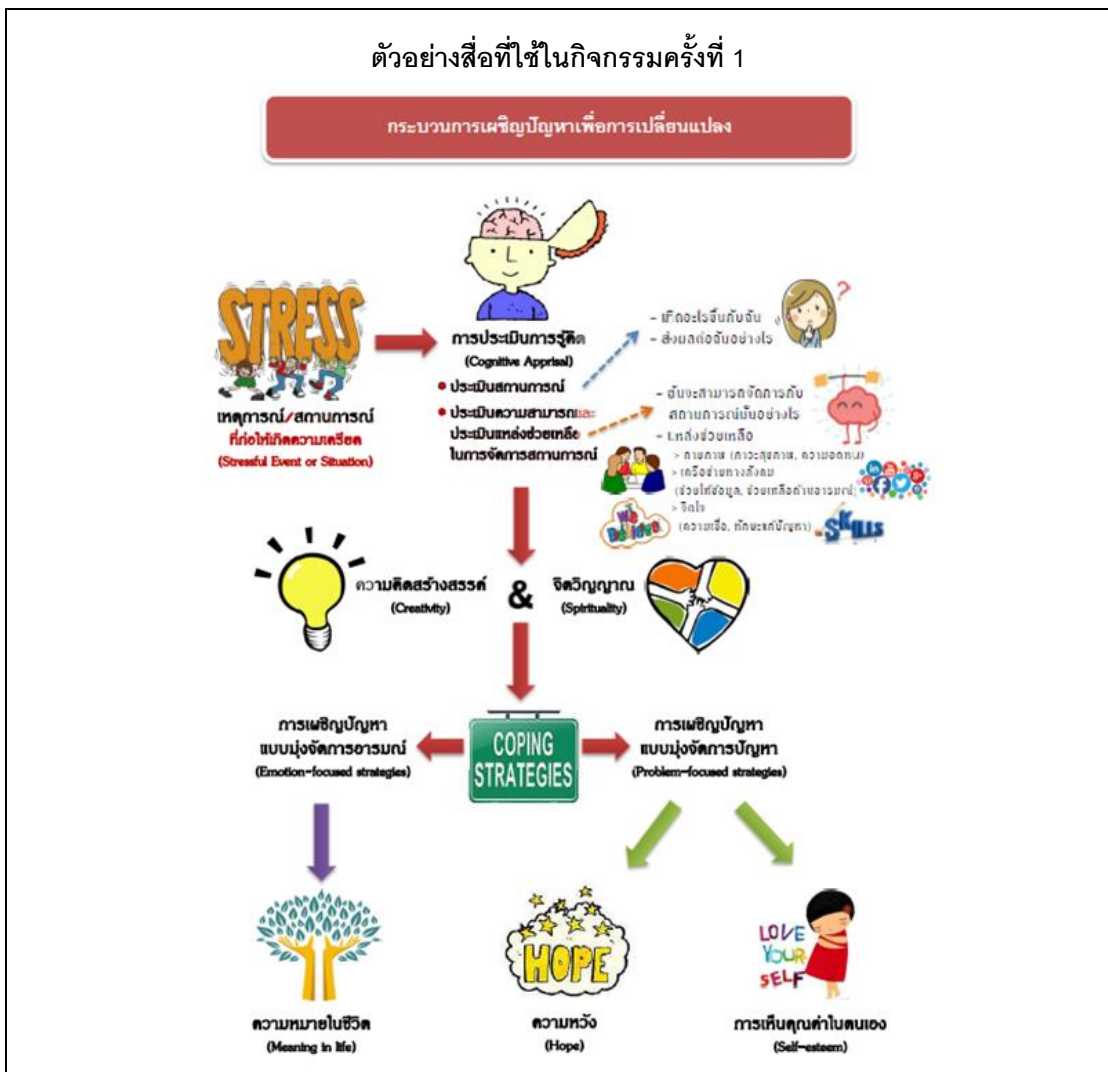 ตัวอย่างสื่อที่ใช้ในกิจกรรมครั้งที่ 1
กระบวนการเผชิญปัญหาเพื่อการเปลี่ยนแปลง
STRESS
เหตุการณ์/สถานการณ์
ที่ก่อให้เกิดความเครียด
(Stressful Event or Situation)
การประเมินการรู้คิด
(Cognitive Apprisal)
ประเมินสถานการณ์
ประเมินความสามารถและ
ประเมินแหล่งช่วยเหลือ
ในการจัดการสถานการณ์
- เกิดอะไรขึ้นกับฉัน
- ส่งผลต่อฉันอย่างไร
?
- ฉันจะสามารถจัดการกับ
สถานการณ์นั้นอย่างไร
- แหล่งช่วยเหลือ
> กายภาพ (ภาวะสุขภาพ, ความอดทน)
> เครือข่ายทางสังคม
(ช่วยให้ข้อมูล, ช่วยเหลือด้านอารมณ์)
> จิตใจ
(ความเชื่อ, ทักษะแก้ปัญหา)
We
Believe
SKILLS
ความคิดสร้างสรรค์
(Creativity)
&
จิตวิญญาณ
(Spirituality)
การเผชิญปัญหา
แบบมุ่งจัดการอารมณ์
(Emotion-focused strategies)
COPING
STRATEGIES
การเผชิญปัญหา
แบบมุ่งจัดการปัญหา
(Problem-focused strategies)
ความหมายในชีวิต
(Meaning in life)
HOPE
ความหวัง
(Hope)
LOVE
YOUR
SELF
การเห็นคุณค่าในตนเอง
(Self-esteem)